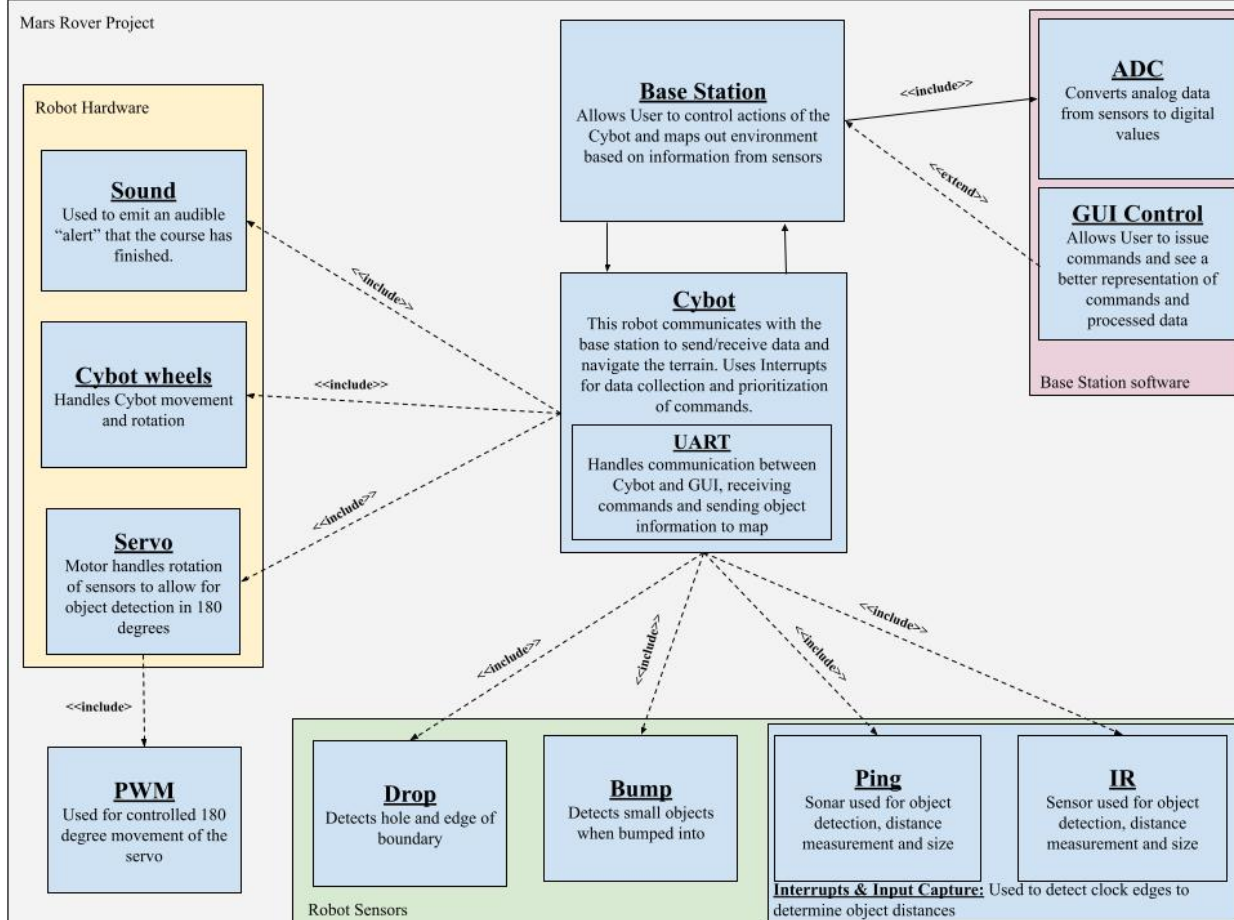 Mars Rover Project
Robot Hardware
Sound
Used to emit an audible
“alert” that the course has
finished.
Cybot wheels
Handles Cybot movement
and rotation
Servo
Motor handles rotation
of sensors to allow for
object detection in 180
degrees
<<include>
PWM
Used for controlled 180
degree movement of the
servo
<<include>>
<<include>>
<<include>>
Base Station
Allows User to control actions of the
Cybot and maps out environment
based on information from sensors
<<include>>
<<extend>>
ADC
Converts analog data
from sensors to digital
values
GUI Control
Allows User to issue
commands and see a
better representation of
commands and
processed data
Base Station software
Cybot
This robot communicates with the
base station to send/receive data and
navigate the terrain. Uses Interrupts
for data collection and prioritization
of commands.
UART
Handles communication between
Cybot and GUI, receiving
commands and sending object
information to map
<<include>>
<<include>>
<<include>>
<<include>>
Drop
Detects hole and edge of
boundary
Bump
Detects small objects
when bumped into
Ping
Sonar used for object
detection, distance
measurement and size
IR
Sensor used for object
detection, distance
measurement and size
Interrupts & Input Capture: Used to detect clock edges to
determine object distances
Robot Sensors